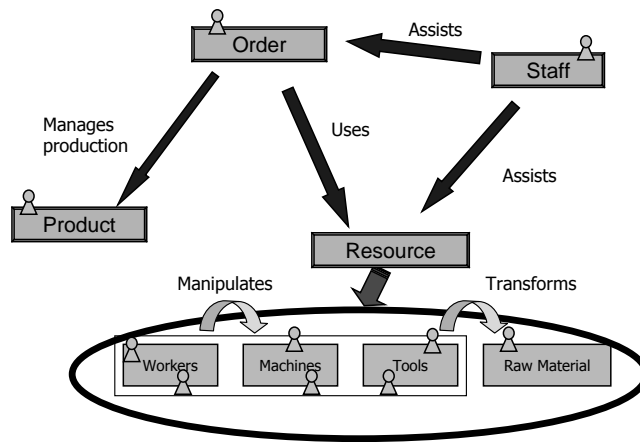 Order
Assists
Staff
Manages
production
Uses
Assists
Product
Resource
Manipulates
Transforms
Workers
Machines
Tools
Raw Material